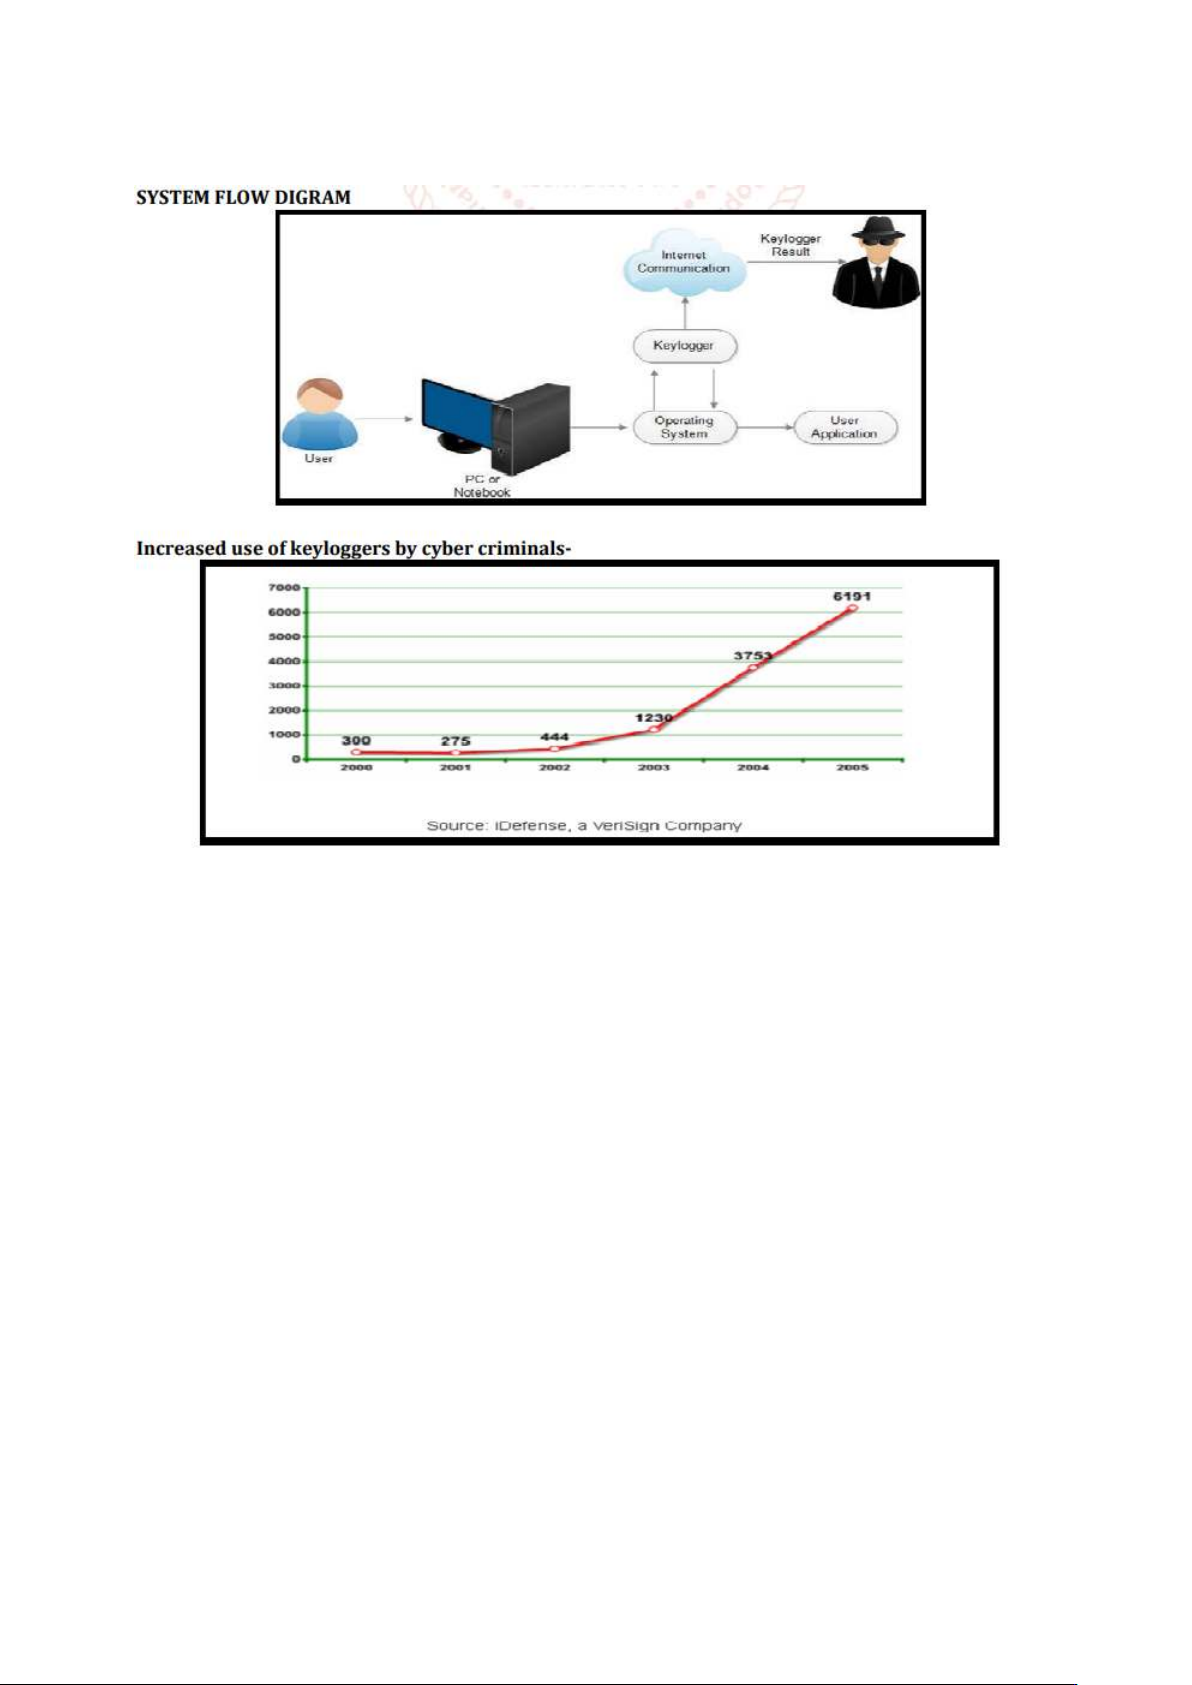 SYSTEM FLOW DIGRAM
Internet
Communication
Keylogger
Result
Keylogger
Operating
System
User
Application
User
PC or
Notebook
Increased use of keyloggers by cyber criminals-
7000
6000
5000
4000
3000
2000
1000
0
300
275
444
1230
3753
6191
2000
2001
2002
2003
2004
2005
Source: iDefense, a VeriSign Company